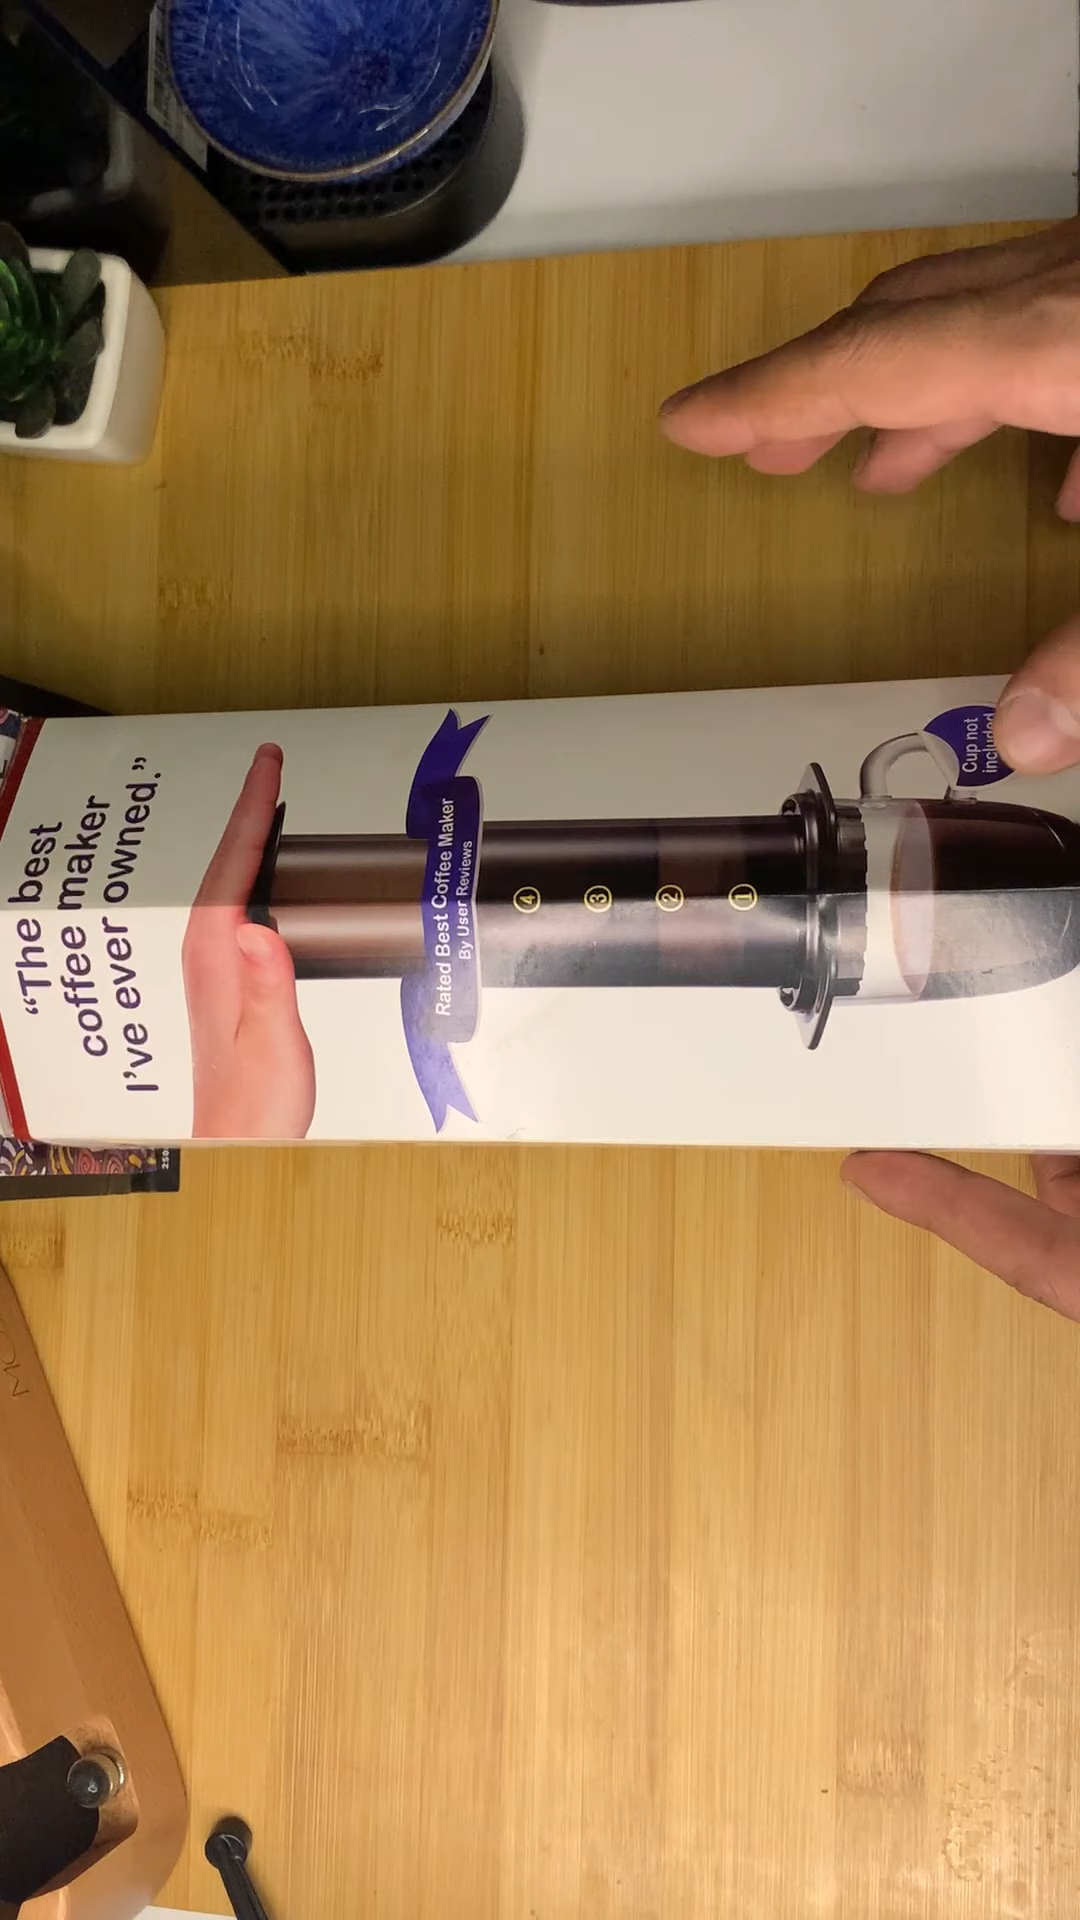 “The best
coffee maker
I’ve ever owned.”
Rated Best Coffee Maker
By User Reviews
4
3
2
1
Cup not
included
250